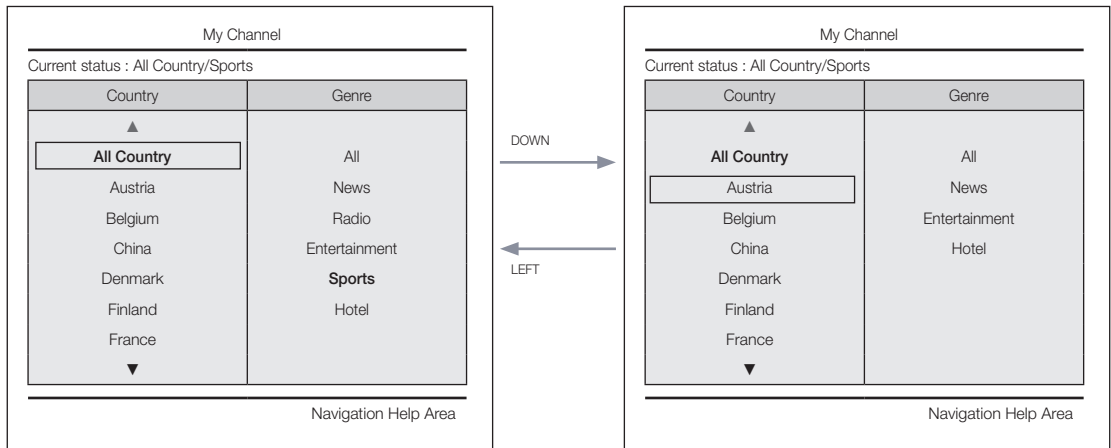 My Channel
Current status : All Country/Sports
Country Genre
▲
All Country All
Austria News
Belgium Radio
China Entertainment
Denmark Sports
Finland Hotel
France
▼
Navigation Help Area
DOWN
LEFT
My Channel
Current status : All Country/Sports
Country Genre
▲
All Country All
Austria News
Belgium Entertainment
China Hotel
Denmark
Finland
France
▼
Navigation Help Area